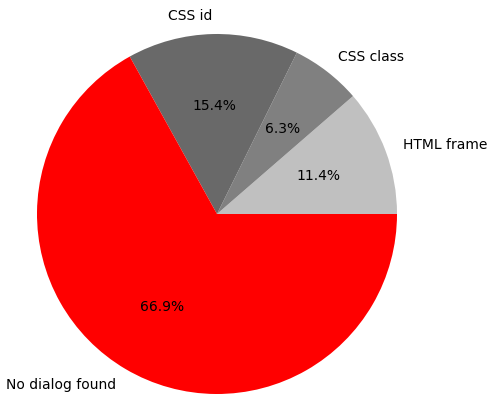 CSS id
CSS class
15.4%
6.3%
HTML frame
11.4%
66.9%
No dialog found